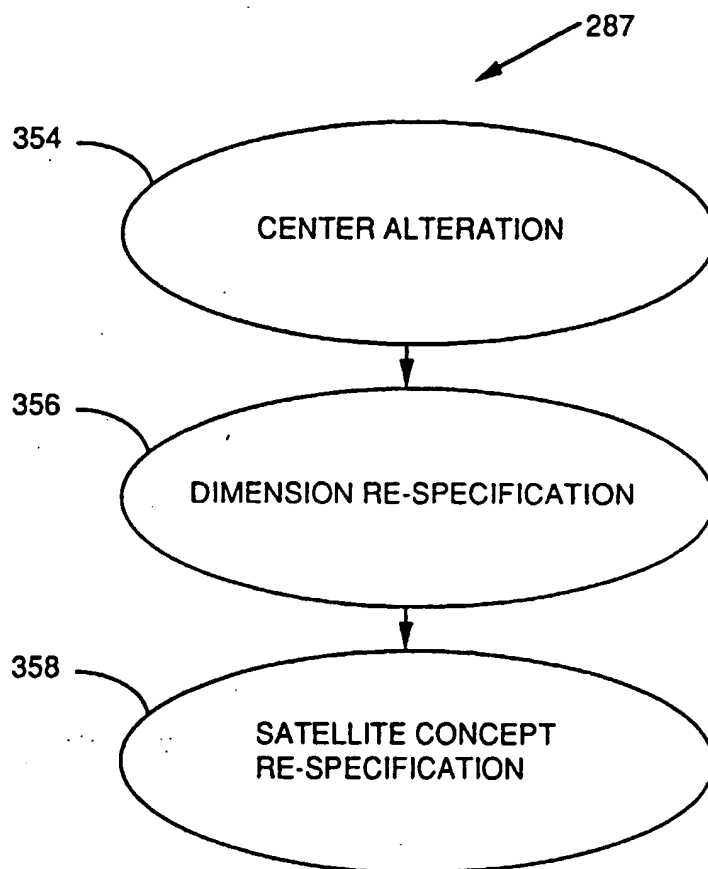 287
354
CENTER ALTERATION
356
DIMENSION RE-SPECIFICATION
358
SATELLITE CONCEPT
RE-SPECIFICATION